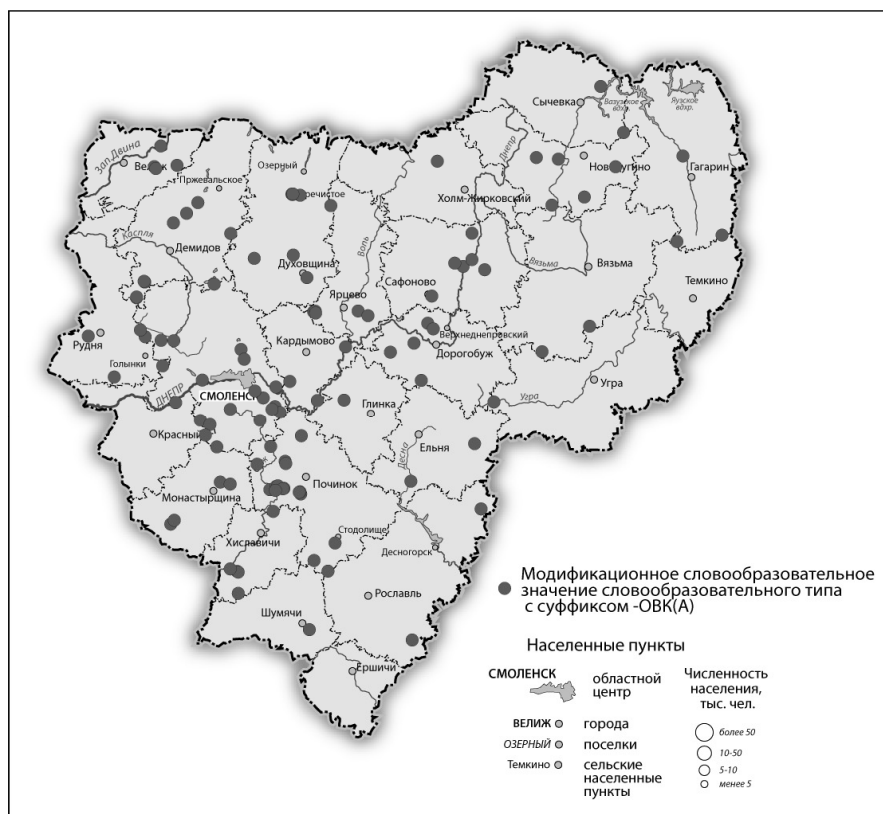 Сычевка
Вазузское
вдхр.
Яузское
вдхр.
Зап.Двина
Велиж
Озерный
Пржевальское
Днепр
Гагарин
Холм-Жирковский
Каспля
Демидов
Вопь
Духовщина
Вязьма
Вязьма
Сафоново
Темкино
Ярцево
Рудня
Кардымово
Верхнеднепровский
Дорогобуж
Голынки
Угра
Угра
ДНЕПР
СМОЛЕНСК
Глинка
Красный
Ельня
Десна
Починок
Монастырщина
Стодолище
Хиславичи
Десногорск
Рославль
Шумячи
Ершичи
Модификационное словообразовательное
значение словообразовательного типа
с суффиксом -ОВК(А)
Населенные пункты
СМОЛЕНСК
областной
центр
ВЕЛИЖ
города
ОЗЕРНЫЙ
поселки
Темкино
сельские
населенные
пункты
Численность
населения,
тыс. чел.
более 50
10-50
5-10
менее 5